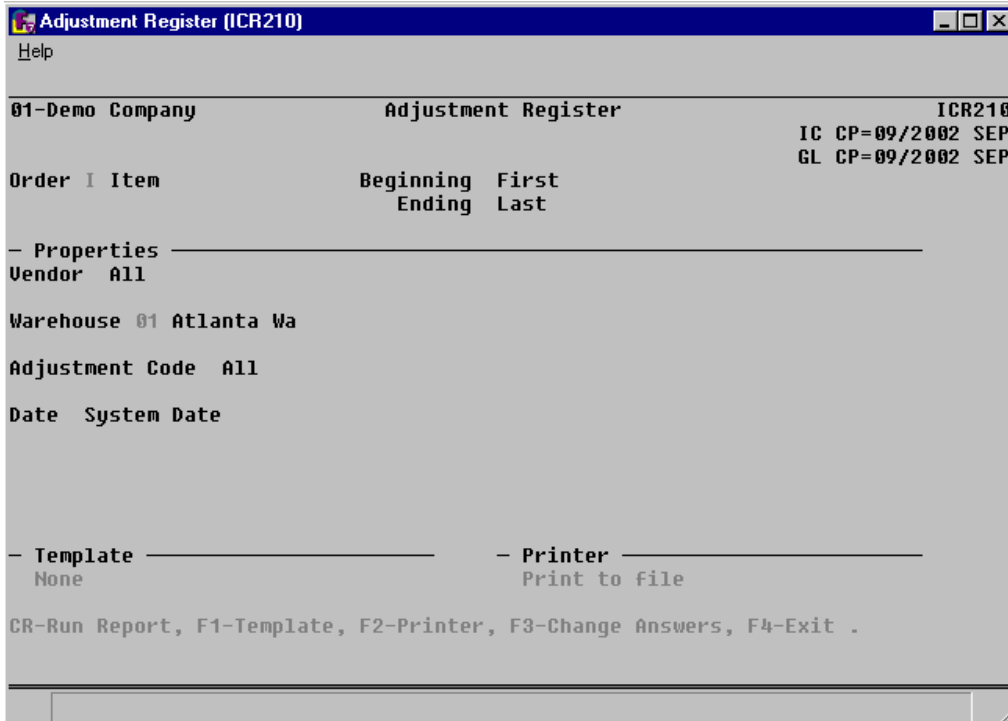 Adjustment Register (ICR210)
Help
01-Demo Company Adjustment Register ICR210
IC CP=09/2002 SEP
GL CP=09/2002 SEP
Order I Item Beginning First
Ending Last
Properties
Vendor All
Warehouse 01 Atlanta Wa
Adjustment Code All
Date System Date
Template Printer
None Print to file
CR-Run Report, F1-Template, F2-Printer, F3-Change Answers, F4-Exit .